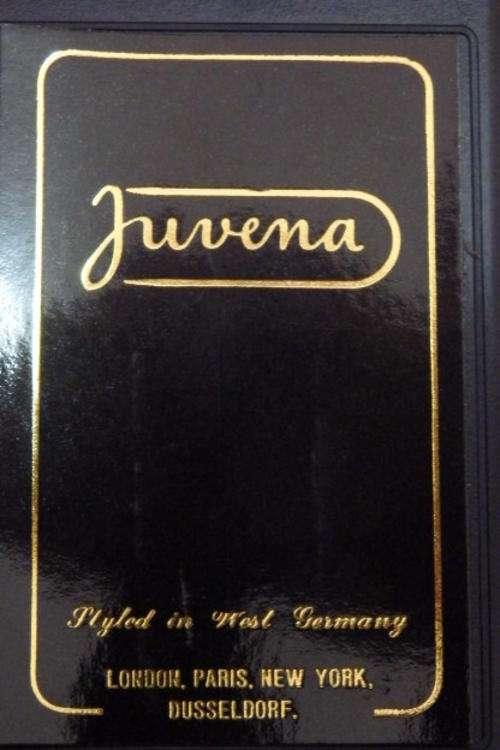 Juvena
Styled in West Germany
LONDON, PARIS, NEW YORK,
DUSSELDORF.